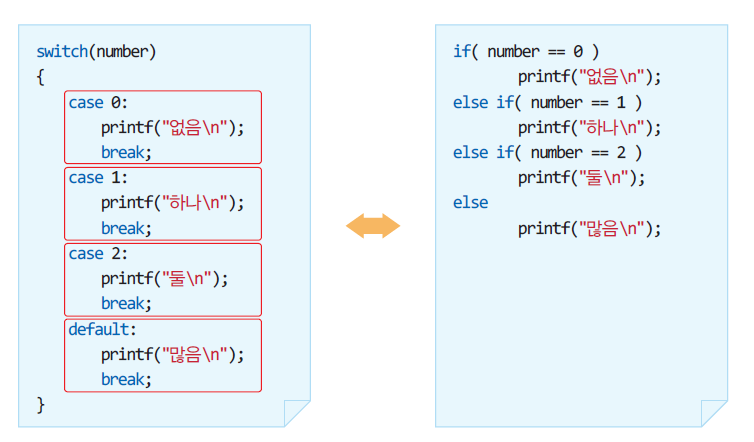 switch(number)
{
case 0:
printf("없음\n");
break;
case 1:
printf("하나\n");
break;
case 2:
printf("둘\n");
break;
default:
printf("많음\n");
break;
}
if( number == 0 )
printf("없음\n");
else if( number == 1 )
printf("하나\n");
else if( number == 2 )
printf("둘\n");
else
printf("많음\n");